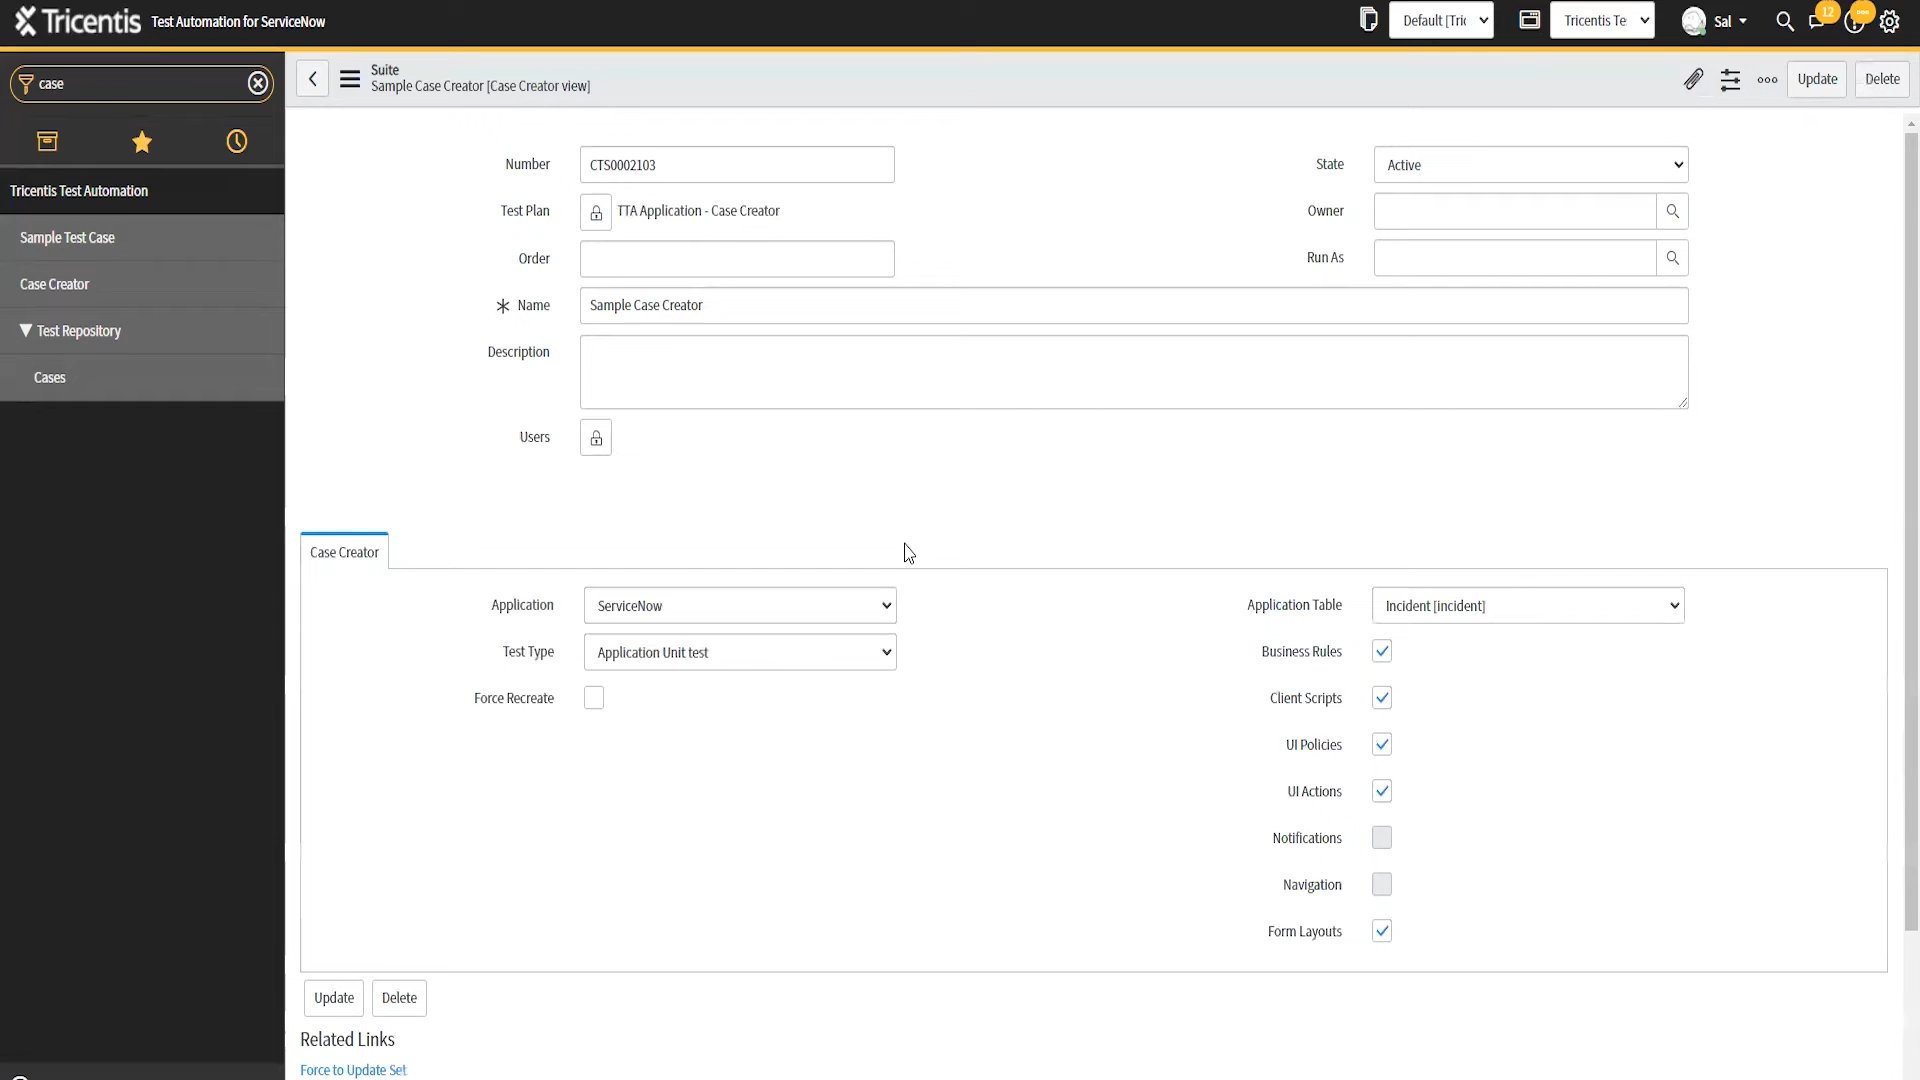 Tricentis Test Automation for ServiceNow
Default [Tric
Tricentis Te
Sal
12
case
Suite
Sample Case Creator [Case Creator view]
Update
Delete
Tricentis Test Automation
Sample Test Case
Case Creator
Test Repository
Cases
Number
CTS0002103
State
Active
Test Plan
TTA Application - Case Creator
Owner
Order
Run As
Name
Sample Case Creator
Description
Users
Case Creator
Application
ServiceNow
Application Table
Incident [incident]
Test Type
Application Unit test
Business Rules
Force Recreate
Client Scripts
UI Policies
UI Actions
Notifications
Navigation
Form Layouts
Update
Delete
Related Links
Force to Update Set